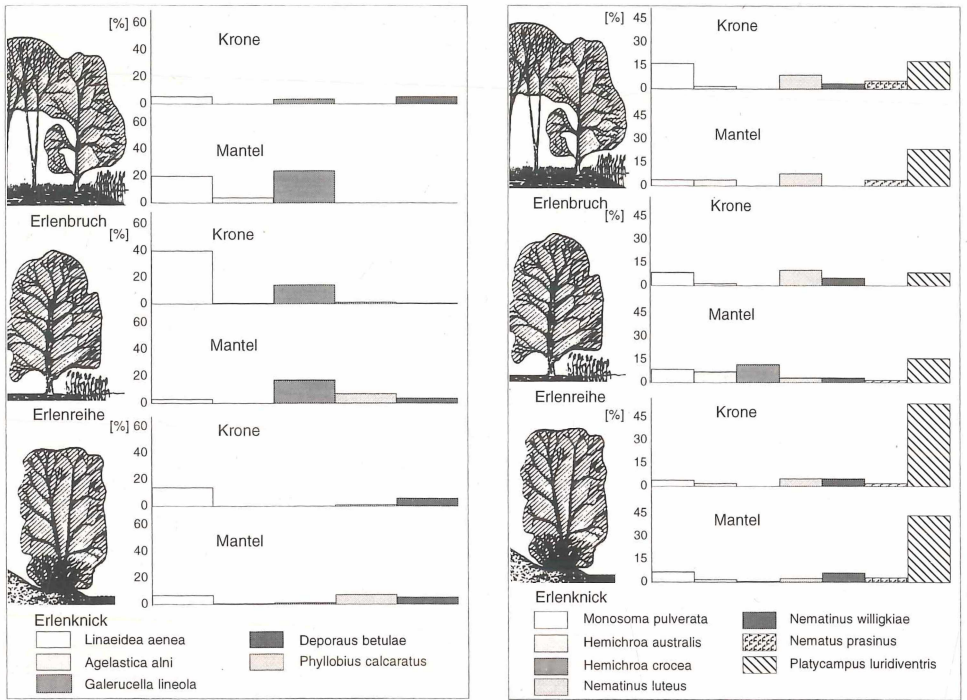 [%]
60
Krone
40
20
0
60
Mantel
40
20
0
Erlenbruch
[%]
60
Krone
40
20
0
60
Mantel
40
20
0
Erlenreihe
[%]
60
Krone
40
20
0
60
Mantel
40
20
0
Erlenknick
Linaeidea aenea
Agelastica alni
Galerucella lineola
Deporaus betulae
Phyllobius calcaratus
[%]
45
Krone
30
15
0
45
Mantel
30
15
0
Erlenbruch
[%]
45
Krone
30
15
0
45
Mantel
30
15
0
Erlenreihe
[%]
45
Krone
30
15
0
45
Mantel
30
15
0
Erlenknick
Monosoma pulverata
Hemichroa australis
Hemichroa crocea
Nematinus luteus
Nematinus willigkiae
Nematus prasinus
Platycampus luridiventris